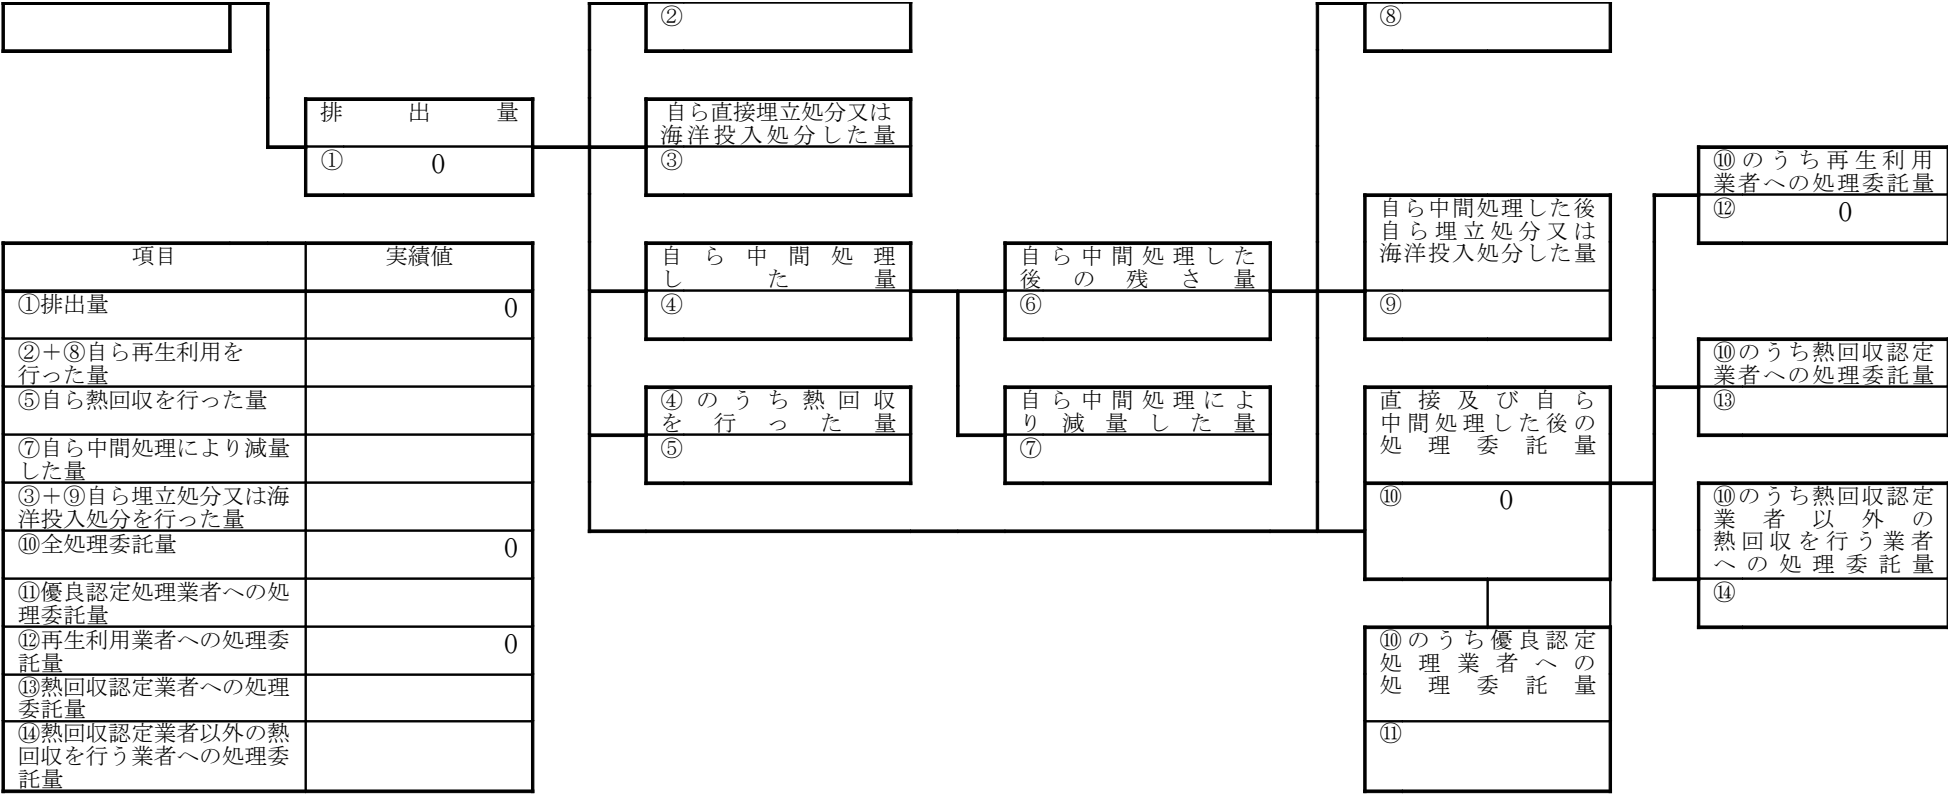 ②
⑧
排出量
① 0
自ら直接埋立処分又は
海洋投入処分した量
③
⑩のうち再生利用
業者への処理委託量
⑫ 0
自ら中間処理した後
自ら埋立処分又は
海洋投入処分した量
⑨
自ら中間処理
した量
④
自ら中間処理した
後の残さ量
⑥
⑩のうち熱回収認定
業者への処理委託量
⑬
④のうち熱回収
を行った量
⑤
自ら中間処理によ
り減量した量
⑦
直接及び自ら
中間処理した後の
処理委託量
⑩ 0
⑩のうち熱回収認定
業者以外の
熱回収を行う業者
への処理委託量
⑭
⑩のうち優良認定
処理業者への
処理委託量
⑪
項目 実績値
①排出量 0
②＋⑧自ら再生利用を
行った量
⑤自ら熱回収を行った量
⑦自ら中間処理により減量
した量
③＋⑨自ら埋立処分又は海
洋投入処分を行った量
⑩全処理委託量 0
⑪優良認定処理業者への処
理委託量
⑫再生利用業者への処理委 0
託量
⑬熱回収認定業者への処理
委託量
⑭熱回収認定業者以外の熱
回収を行う業者への処理委
託量